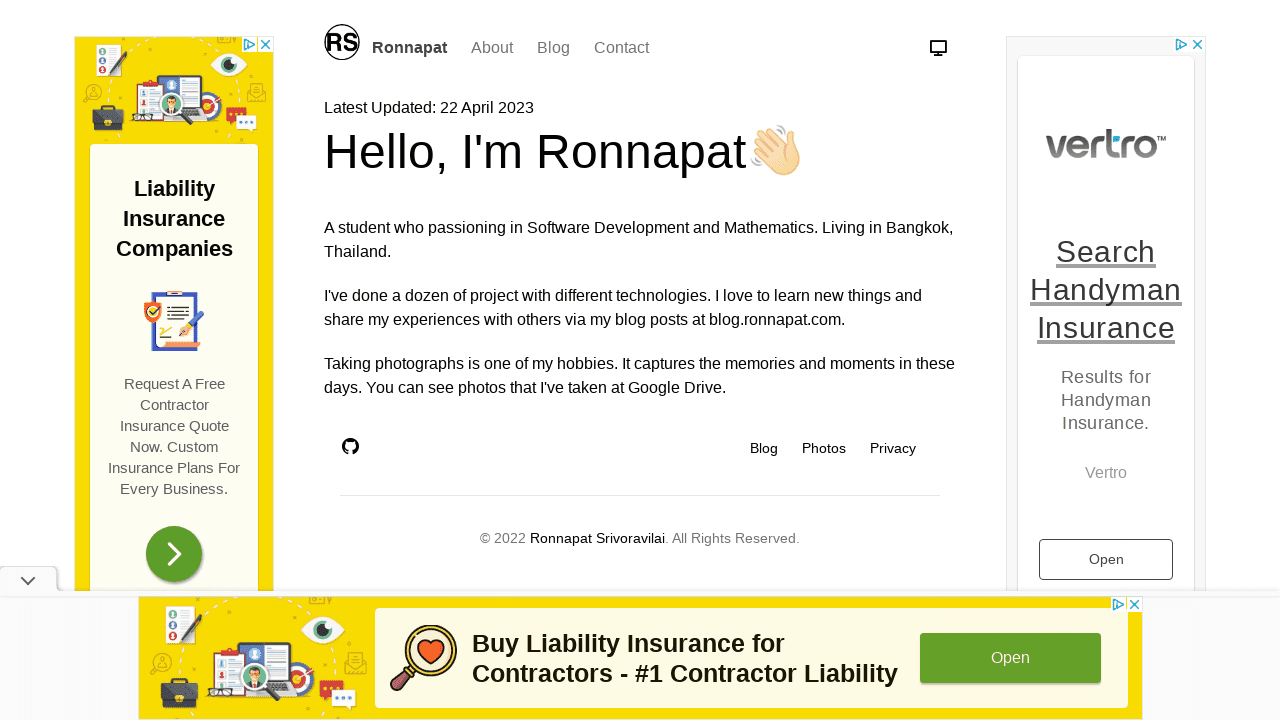 RS
Ronnapat
About
Blog
Contact
Latest Updated: 22 April 2023
Hello, I'm Ronnapat👋
A student who passioning in Software Development and Mathematics. Living in Bangkok,
Thailand.
I've done a dozen of project with different technologies. I love to learn new things and
share my experiences with others via my blog posts at blog.ronnapat.com.
Taking photographs is one of my hobbies. It captures the memories and moments in these
days. You can see photos that I've taken at Google Drive.
Blog
Photos
Privacy
© 2022 Ronnapat Srivoravilai. All Rights Reserved.
Liability
Insurance
Companies
Request A Free
Contractor
Insurance Quote
Now. Custom
Insurance Plans For
Every Business.
vertro™
Search
Handyman
Insurance
Results for
Handyman
Insurance.
Vertro
Open
Buy Liability Insurance for
Contractors - #1 Contractor Liability
Open